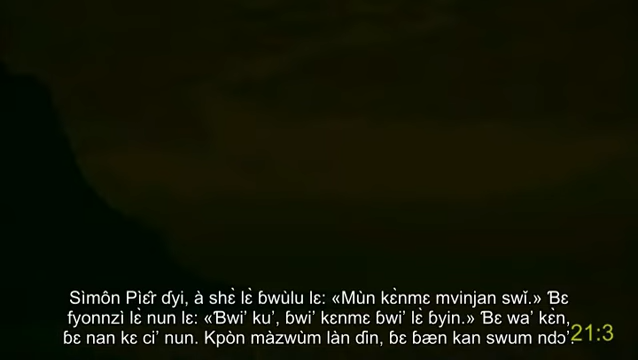 Sìmôn Pìɛ̂r ɗyi, à shɛ̀ lɛ̀ ɓwùlu lɛ: «Mùn kɛ̀nmɛ mvinjan swǐ.» Ɓɛ
fyonnzì lɛ̀ nun lɛ: «Ɓwi’ ku’, ɓwi’ kɛnmɛ ɓwi’ lɛ̀ ɓyin.» Ɓɛ wa’ kɛ̀n,
ɓɛ nan kɛ ci’ nun. Kpòn màzwùm làn ɗin, ɓɛ ɓæn kan swum ndɔ’.
21:3